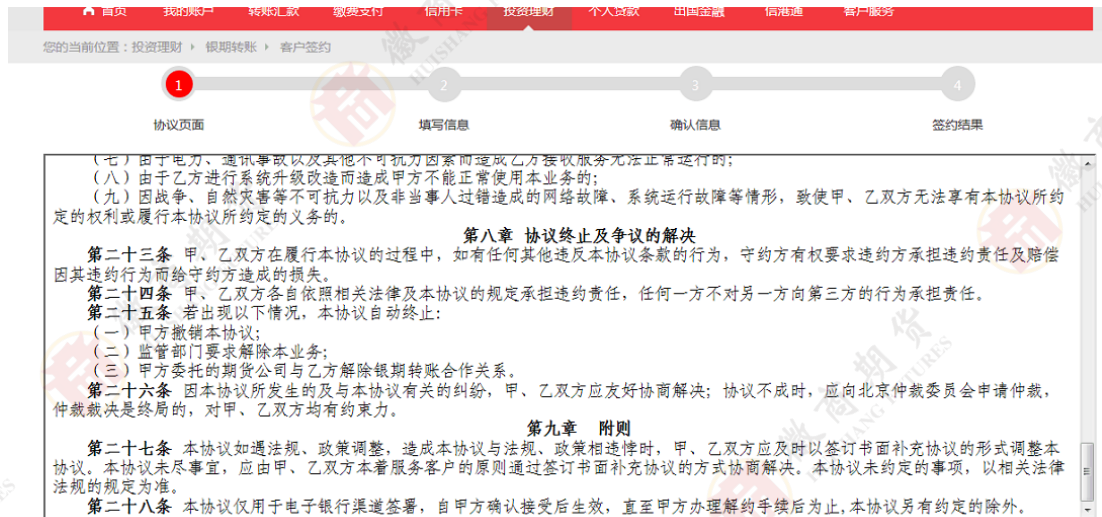 首页 我的账户 转账汇款 缴费支付 信用卡 投资理财 个人贷款 出国金融 信港通 客户服务
您的当前位置：投资理财 › 银期转账 › 客户签约
1 2 3 4
协议页面 填写信息 确认信息 签约结果
（七）由于电力、通讯事故以及其他不可抗力因素而造成乙方接收服务无法正常运行的；
（八）由于乙方进行系统升级改造而造成甲方不能正常使用本业务的；
（九）因战争、自然灾害等不可抗力以及非当事人过错造成的网络故障、系统运行故障等情形，致使甲、乙双方无法享有本协议所约
定的权利或履行本协议所约定的义务的。
第八章 协议终止及争议的解决
第二十三条 甲、乙双方在履行本协议的过程中，如有任何其他违反本协议条款的行为，守约方有权要求违约方承担违约责任及赔偿
因其违约行为而给守约方造成的损失。
第二十四条 甲、乙双方各自依照相关法律及本协议的规定承担违约责任，任何一方不对另一方向第三方的行为承担责任。
第二十五条 若出现以下情况，本协议自动终止：
（一）甲方撤销本协议；
（二）监管部门要求解除本业务；
（三）甲方委托的期货公司与乙方解除银期转账合作关系。
第二十六条 因本协议所发生的及与本协议有关的纠纷，甲、乙双方应友好协商解决；协议不成时，应向北京仲裁委员会申请仲裁，
仲裁裁决是终局的，对甲、乙双方均有约束力。
第九章 附则
第二十七条 本协议如遇法规、政策调整，造成本协议与法规、政策相违悖时，甲、乙双方应及时以签订书面补充协议的形式调整本
协议。本协议未尽事宜，应由甲、乙双方本着服务客户的原则通过签订书面补充协议的方式协商解决。本协议未约定的事项，以相关法律
法规的规定为准。
第二十八条 本协议仅用于电子银行渠道签署，自甲方确认接受后生效，直至甲方办理解约手续后为止,本协议另有约定的除外。